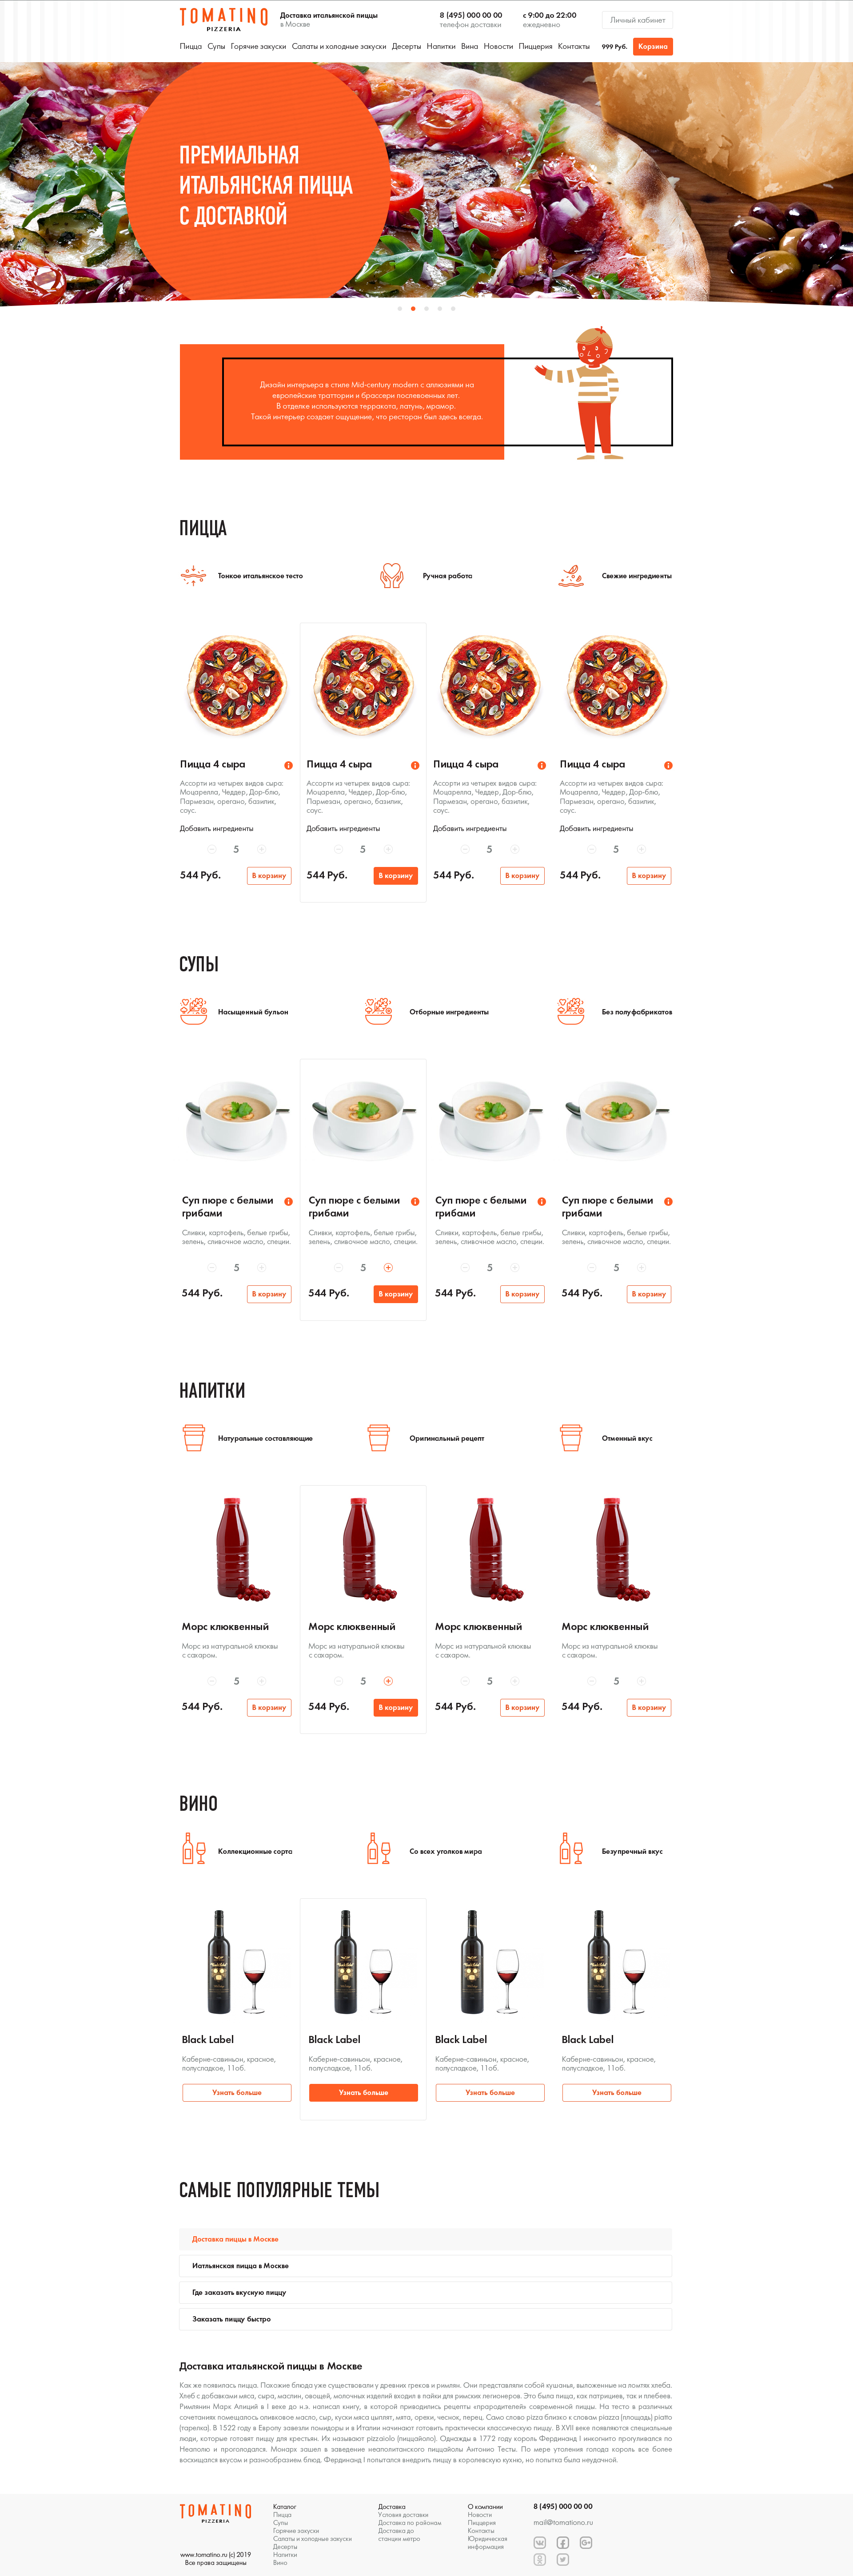 TOMATINO
PIZZERIA
Доставка итальянской пиццы
в Москве
8 (495) 000 00 00
телефон доставки
с 9:00 до 22:00
ежедневно
Личный кабинет
Пицца Супы Горячие закуски Салаты и холодные закуски Десерты Напитки Вина Новости Пиццерия Контакты
999 Руб.
Корзина
ПРЕМИАЛЬНАЯ
ИТАЛЬЯНСКАЯ ПИЦЦА
С ДОСТАВКОЙ
Дизайн интерьера в стиле Mid-century modern с аллюзиями на
европейские траттории и брассери послевоенных лет.
В отделке используются терракота, латунь, мрамор.
Такой интерьер создает ощущение, что ресторан был здесь всегда.
ПИЦЦА
Тонкое итальянское тесто
Ручная работа
Свежие ингредиенты
Пицца 4 сыра
Пицца 4 сыра
Пицца 4 сыра
Пицца 4 сыра
Ассорти из четырех видов сыра:
Моцарелла, Чеддер, Дор-блю,
Пармезан, орегано, базилик,
соус.
Ассорти из четырех видов сыра:
Моцарелла, Чеддер, Дор-блю,
Пармезан, орегано, базилик,
соус.
Ассорти из четырех видов сыра:
Моцарелла, Чеддер, Дор-блю,
Пармезан, орегано, базилик,
соус.
Ассорти из четырех видов сыра:
Моцарелла, Чеддер, Дор-блю,
Пармезан, орегано, базилик,
соус.
Добавить ингредиенты
Добавить ингредиенты
Добавить ингредиенты
Добавить ингредиенты
5
5
5
5
544 Руб.
В корзину
544 Руб.
В корзину
544 Руб.
В корзину
544 Руб.
В корзину
СУПЫ
Насыщенный бульон
Отборные ингредиенты
Без полуфабрикатов
Суп пюре с белыми
грибами
Суп пюре с белыми
грибами
Суп пюре с белыми
грибами
Суп пюре с белыми
грибами
Сливки, картофель, белые грибы,
зелень, сливочное масло, специи.
Сливки, картофель, белые грибы,
зелень, сливочное масло, специи.
Сливки, картофель, белые грибы,
зелень, сливочное масло, специи.
Сливки, картофель, белые грибы,
зелень, сливочное масло, специи.
5
5
5
5
544 Руб.
В корзину
544 Руб.
В корзину
544 Руб.
В корзину
544 Руб.
В корзину
НАПИТКИ
Натуральные составляющие
Оригинальный рецепт
Отменный вкус
Морс клюквенный
Морс клюквенный
Морс клюквенный
Морс клюквенный
Морс из натуральной клюквы
с сахаром.
Морс из натуральной клюквы
с сахаром.
Морс из натуральной клюквы
с сахаром.
Морс из натуральной клюквы
с сахаром.
5
5
5
5
544 Руб.
В корзину
544 Руб.
В корзину
544 Руб.
В корзину
544 Руб.
В корзину
ВИНО
Коллекционные сорта
Со всех уголков мира
Безупречный вкус
Black Label
Black Label
Black Label
Black Label
Каберне-савиньон, красное,
полусладкое, 11об.
Каберне-савиньон, красное,
полусладкое, 11об.
Каберне-савиньон, красное,
полусладкое, 11об.
Каберне-савиньон, красное,
полусладкое, 11об.
Узнать больше
Узнать больше
Узнать больше
Узнать больше
САМЫЕ ПОПУЛЯРНЫЕ ТЕМЫ
Доставка пиццы в Москве
Иатльянская пицца в Москве
Где заказать вкусную пиццу
Заказать пиццу быстро
Доставка итальянской пиццы в Москве
Как же появилась пицца. Похожие блюда уже существовали у древних греков и римлян. Они представляли собой кушанья, выложенные на ломтях хлеба.
Хлеб с добавками мяса, сыра, маслин, овощей, молочных изделий входил в пайки для римских легионеров. Это была пища, как патрициев, так и плебеев.
Римлянин Марк Апиций в I веке до н.э. написал книгу, в которой приводились рецепты «прародителей» современной пиццы. На тесто в различных
сочетаниях помещалось оливковое масло, сыр, куски мяса цыплят, мята, орехи, чеснок, перец. Само слово pizza близко к словам piazza (площадь) piatto
(тарелка). В 1522 году в Европу завезли помидоры и в Италии начинают готовить практически классическую пиццу. В XVII веке появляются специальные
люди, которые готовят пиццу для крестьян. Их называют pizzaiolo (пиццайоло). Однажды в 1772 году король Фердинанд I инкогнито прогуливался по
Неаполю и проголодался. Монарх зашел в заведение неаполитанского пиццайолы Антонио Тесты. По мере утоления голода король все более
восхищался вкусом и разнообразием блюд. Фердинанд I попытался внедрить пиццу в королевскую кухню, но попытка была неудачной.
TOMATINO
PIZZERIA
www.tomatino.ru (с) 2019
Все права защищены
Каталог
Пицца
Супы
Горячие закуски
Салаты и холодные закуски
Десерты
Напитки
Вино
Доставка
Условия доставки
Доставка по районам
Доставка до
станции метро
О компании
Новости
Пиццерия
Контакты
Юридическая
информация
8 (495) 000 00 00
mail@tomationo.ru